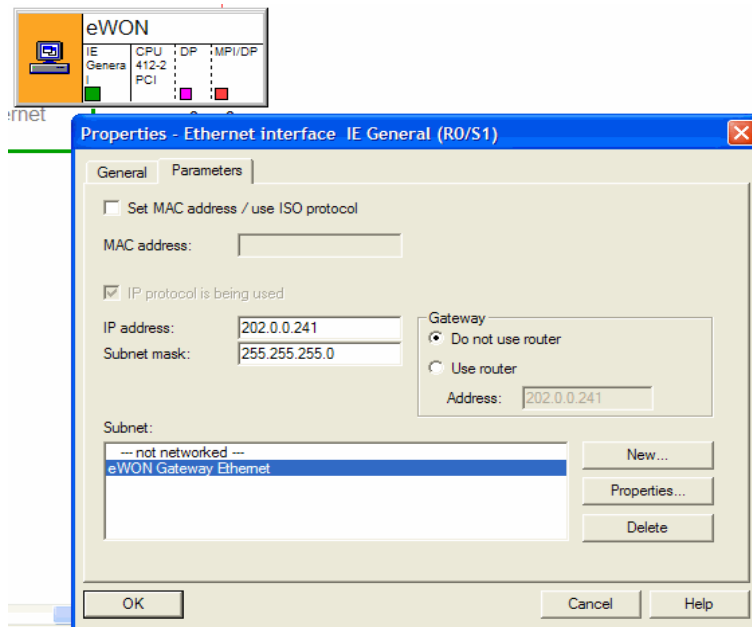 eWON
IE General
CPU 412-2 PCI
DP
MPI/DP
ernet
Properties - Ethernet interface IE General (R0/S1)
General
Parameters
Set MAC address / use ISO protocol
MAC address:
IP protocol is being used
IP address:
202.0.0.241
Subnet mask:
255.255.255.0
Gateway
Do not use router
Use router
Address:
202.0.0.241
Subnet:
--- not networked ---
eWON Gateway Ethernet
New...
Properties...
Delete
OK
Cancel
Help